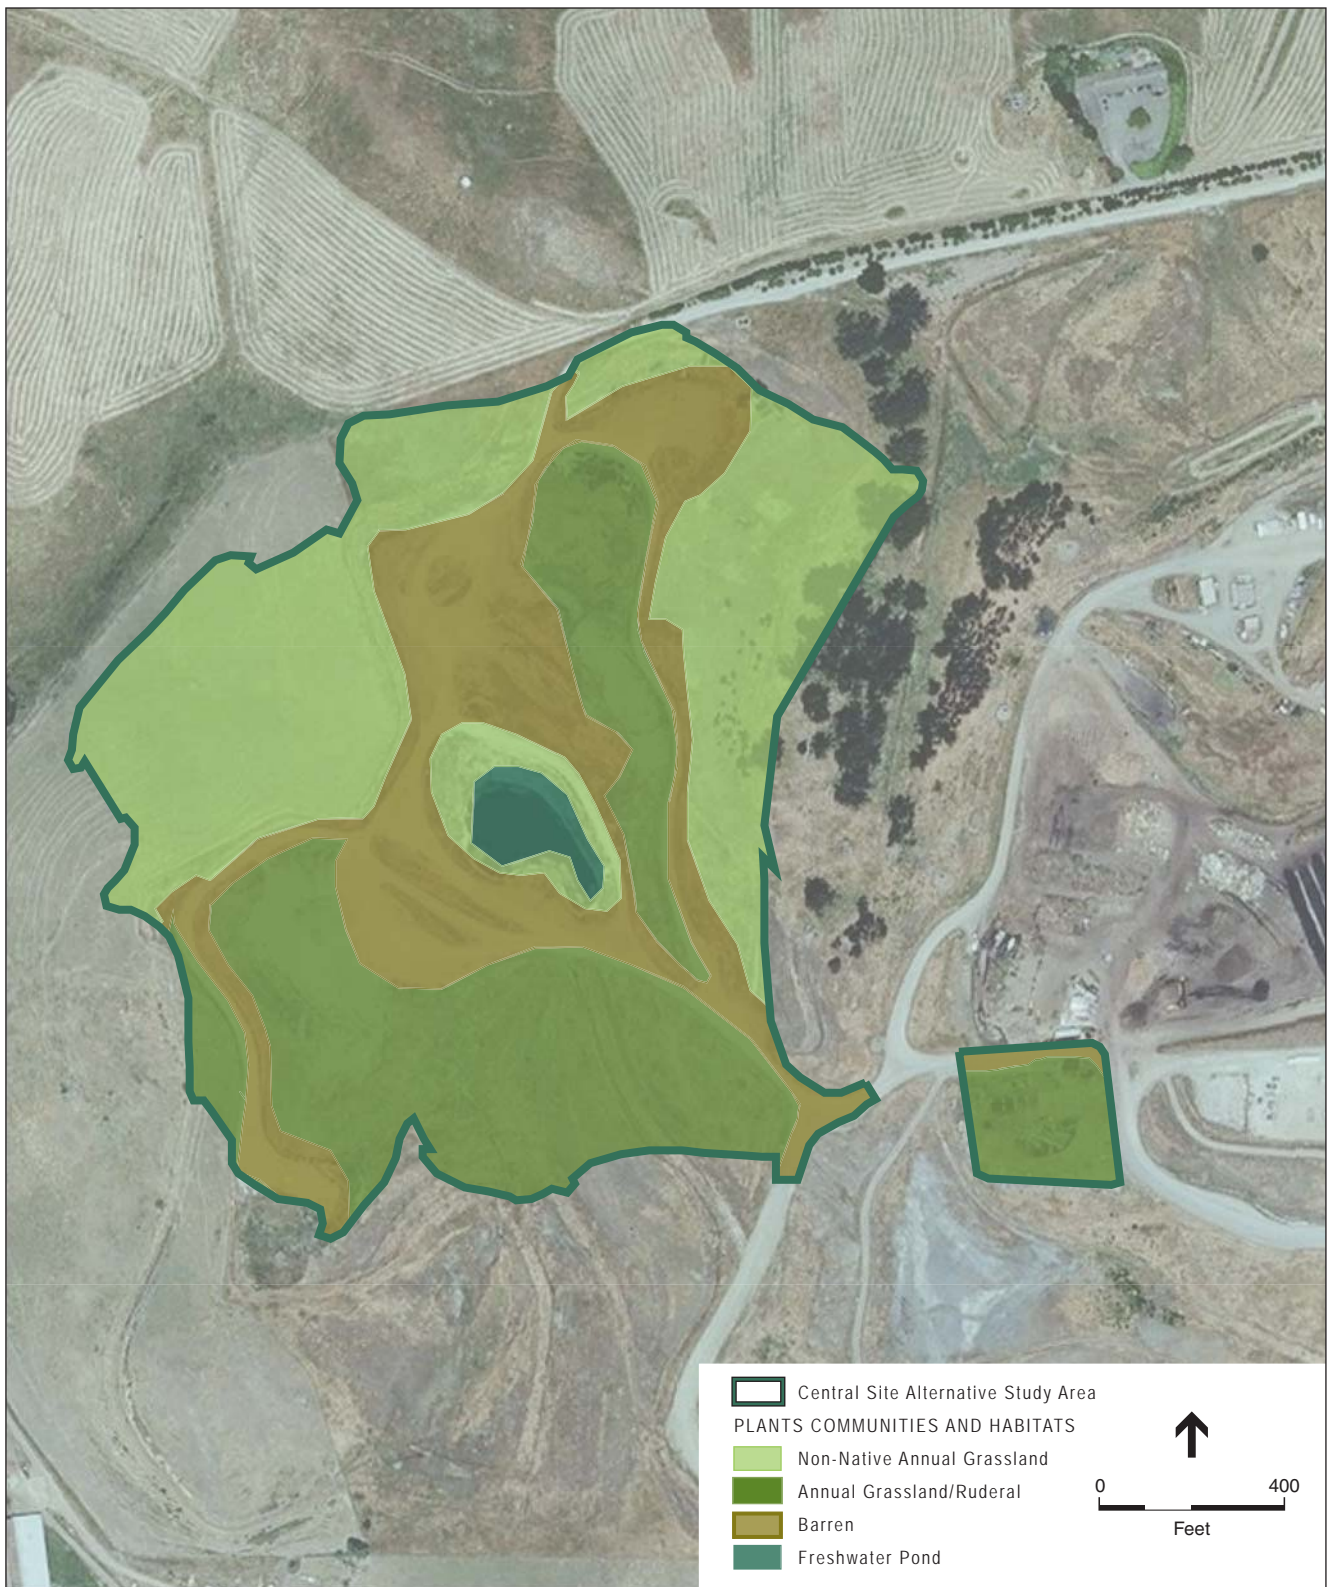 Central Site Alternative Study Area
PLANTS COMMUNITIES AND HABITATS
Non-Native Annual Grassland
Annual Grassland/Ruderal
Barren
Freshwater Pond
0 400
Feet